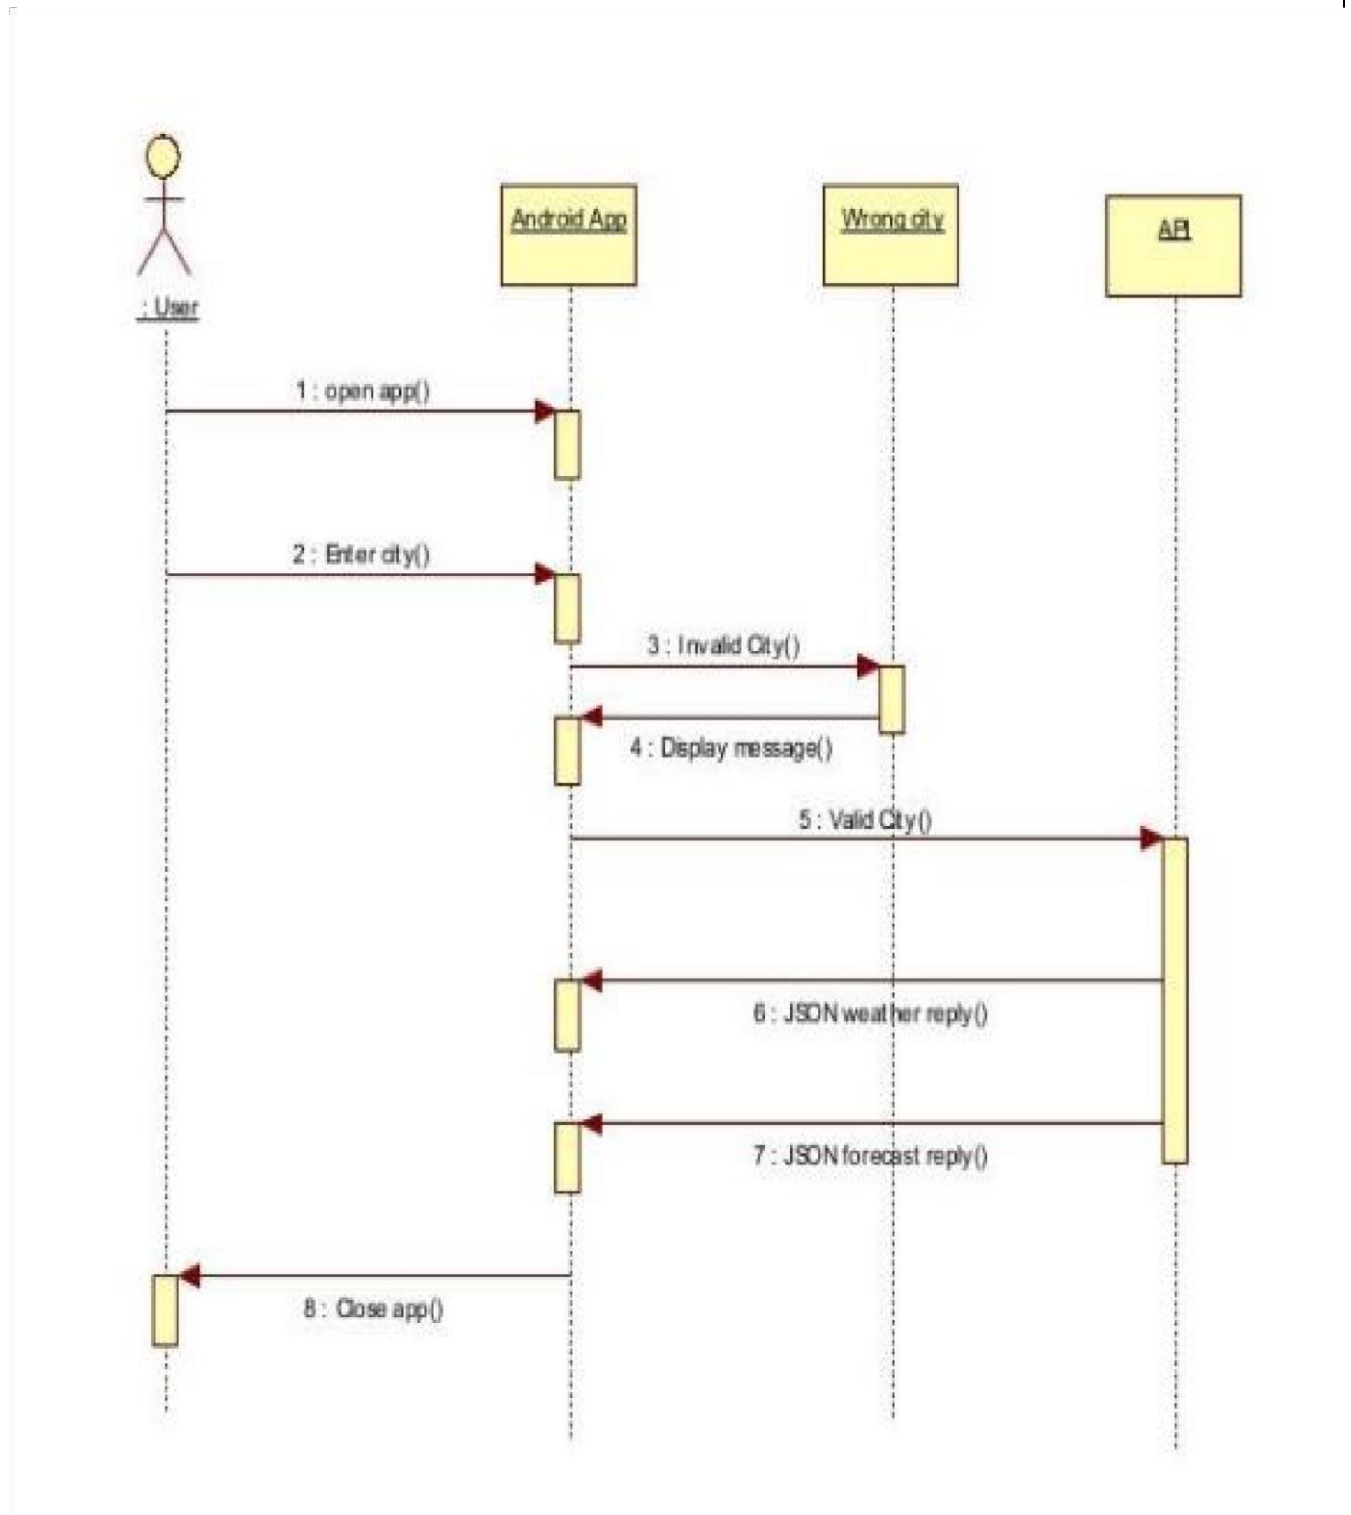 : User
Android App
Wrong city
API
1 : open app()
2 : Enter city()
3 : Invalid City()
4 : Display message()
5 : Valid City()
6 : JSON weather reply()
7 : JSON forecast reply()
8 : Close app()